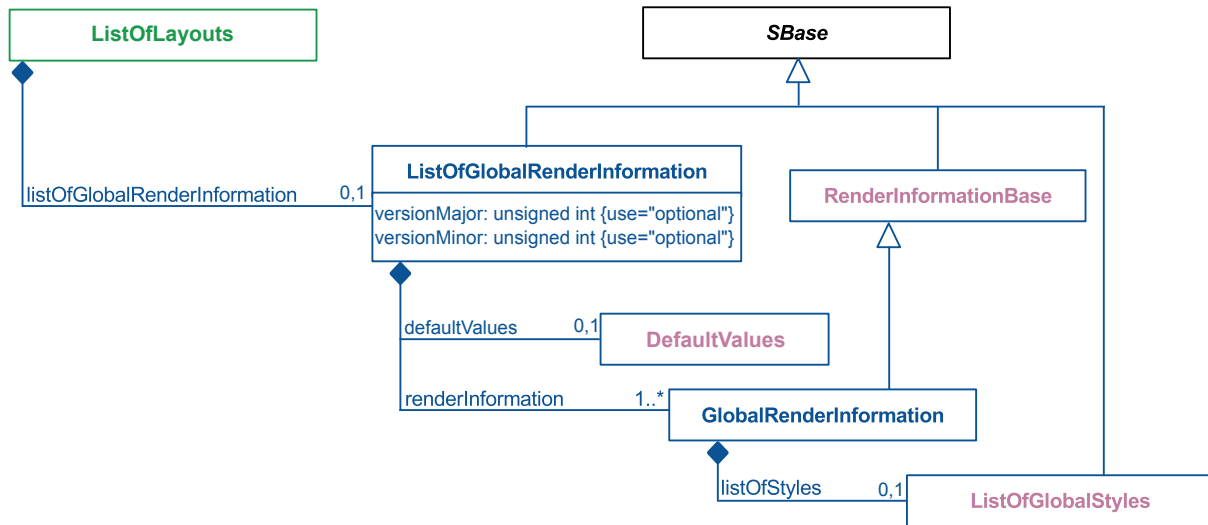 ListOfLayouts
SBase
ListOfGlobalRenderInformation
listOfGlobalRenderInformation
0,1
RenderInformationBase
versionMajor: unsigned int {use="optional"}
versionMinor: unsigned int {use="optional"}
defaultValues
0,1
DefaultValues
renderInformation
1..*
GlobalRenderInformation
listOfStyles
0,1
ListOfGlobalStyles